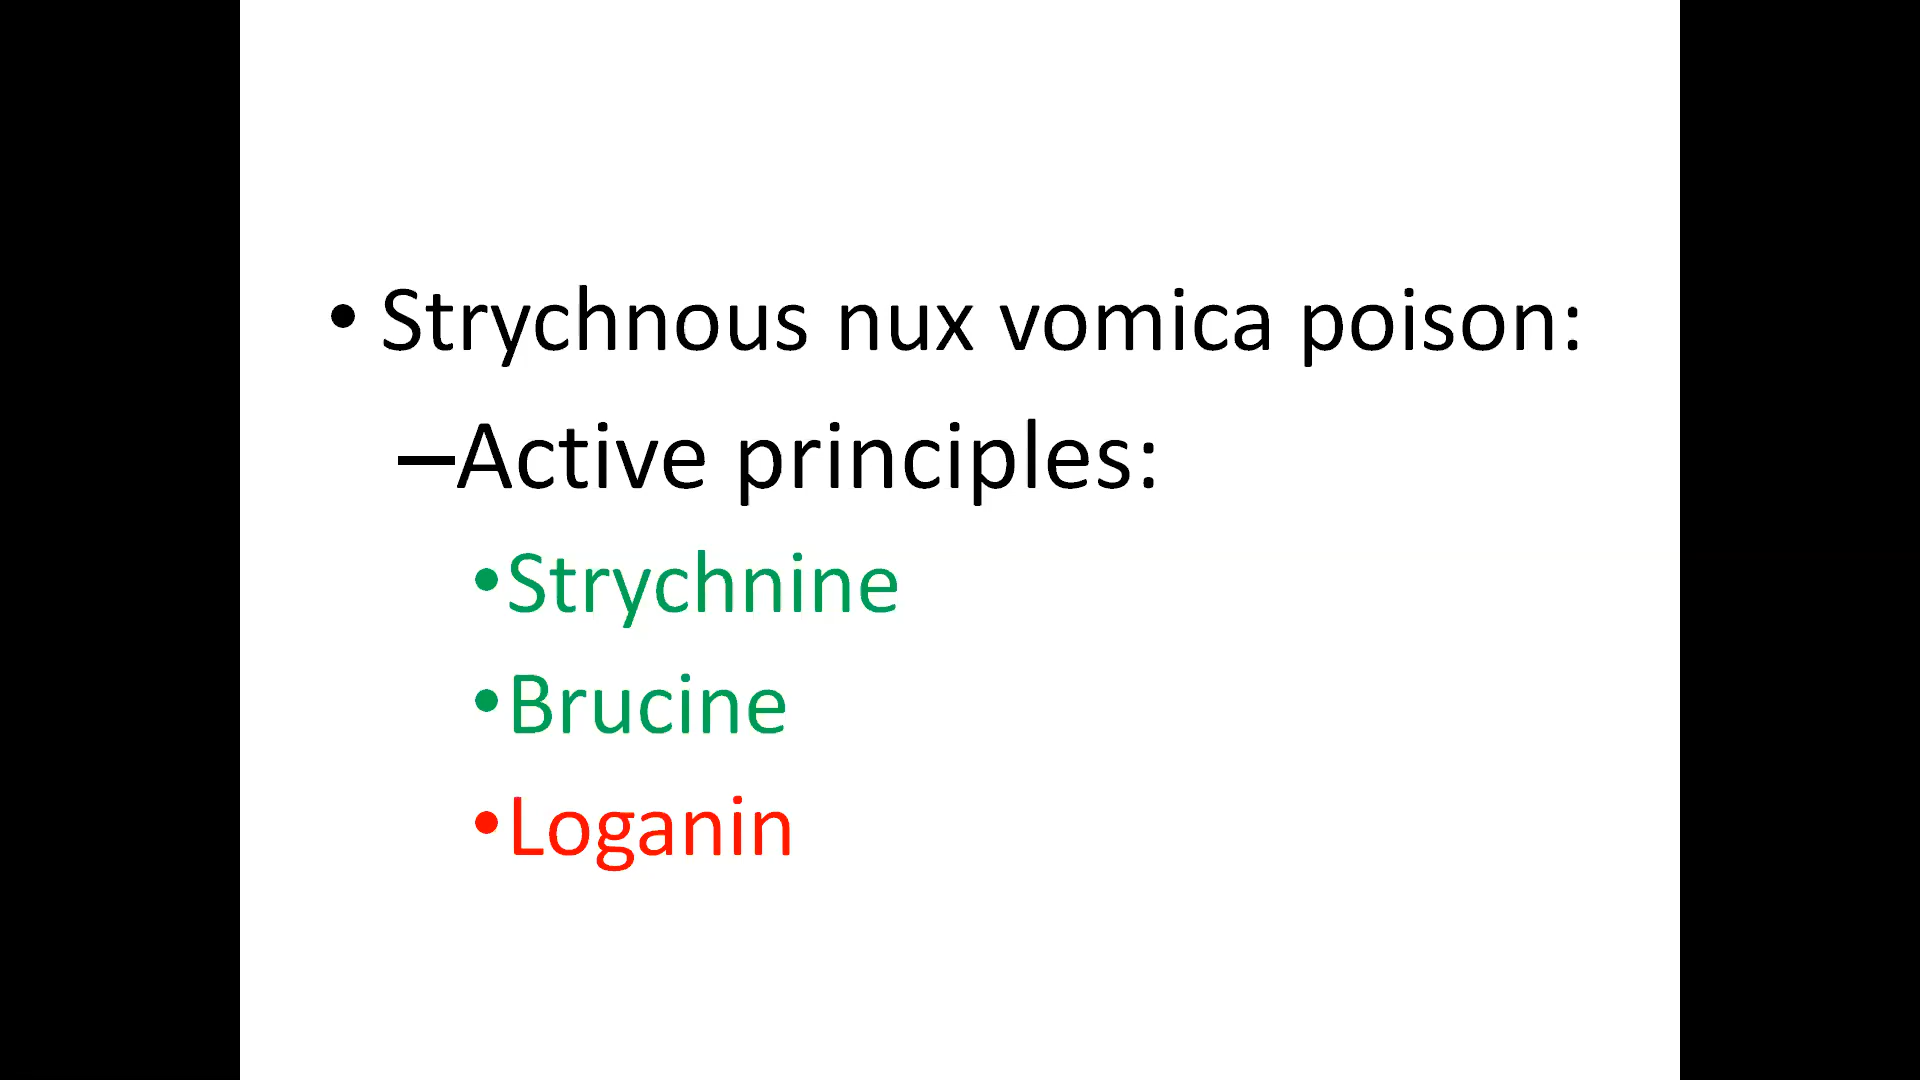 • Strychnous nux vomica poison:
–Active principles:
•Strychnine
•Brucine
•Loganin